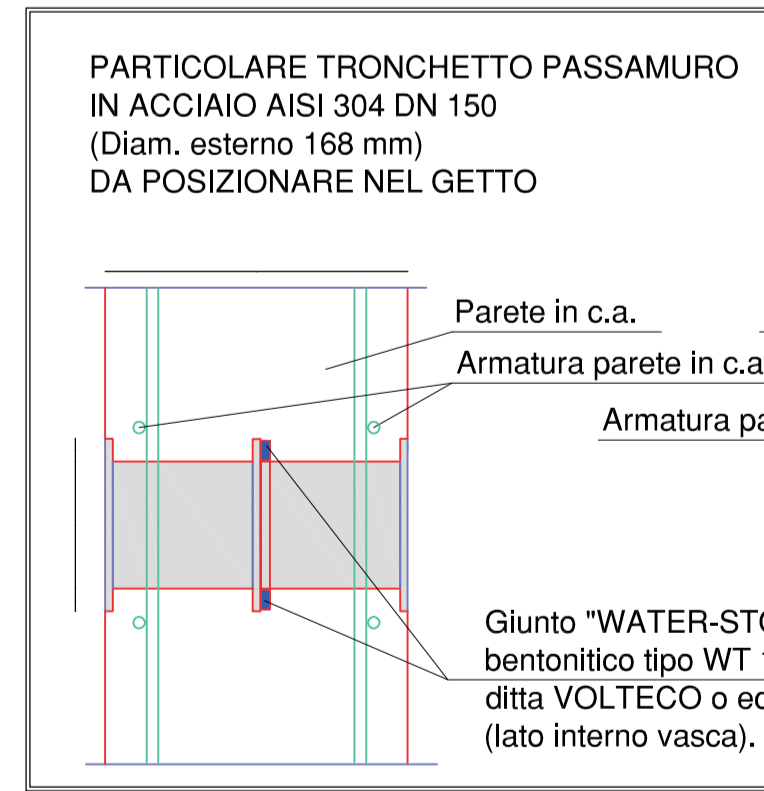 PARTICOLARE TRONCHETTO PASSAMURO
IN ACCIAIO AISI 304 DN 150
(Diam. esterno 168 mm)
DA POSIZIONARE NEL GETTO
Parete in c.a.
Armatura parete in c.a
Armatura pa
Giunto "WATER-STO
bentonitico tipo WT
ditta VOLTECO o
(lato interno vasca).